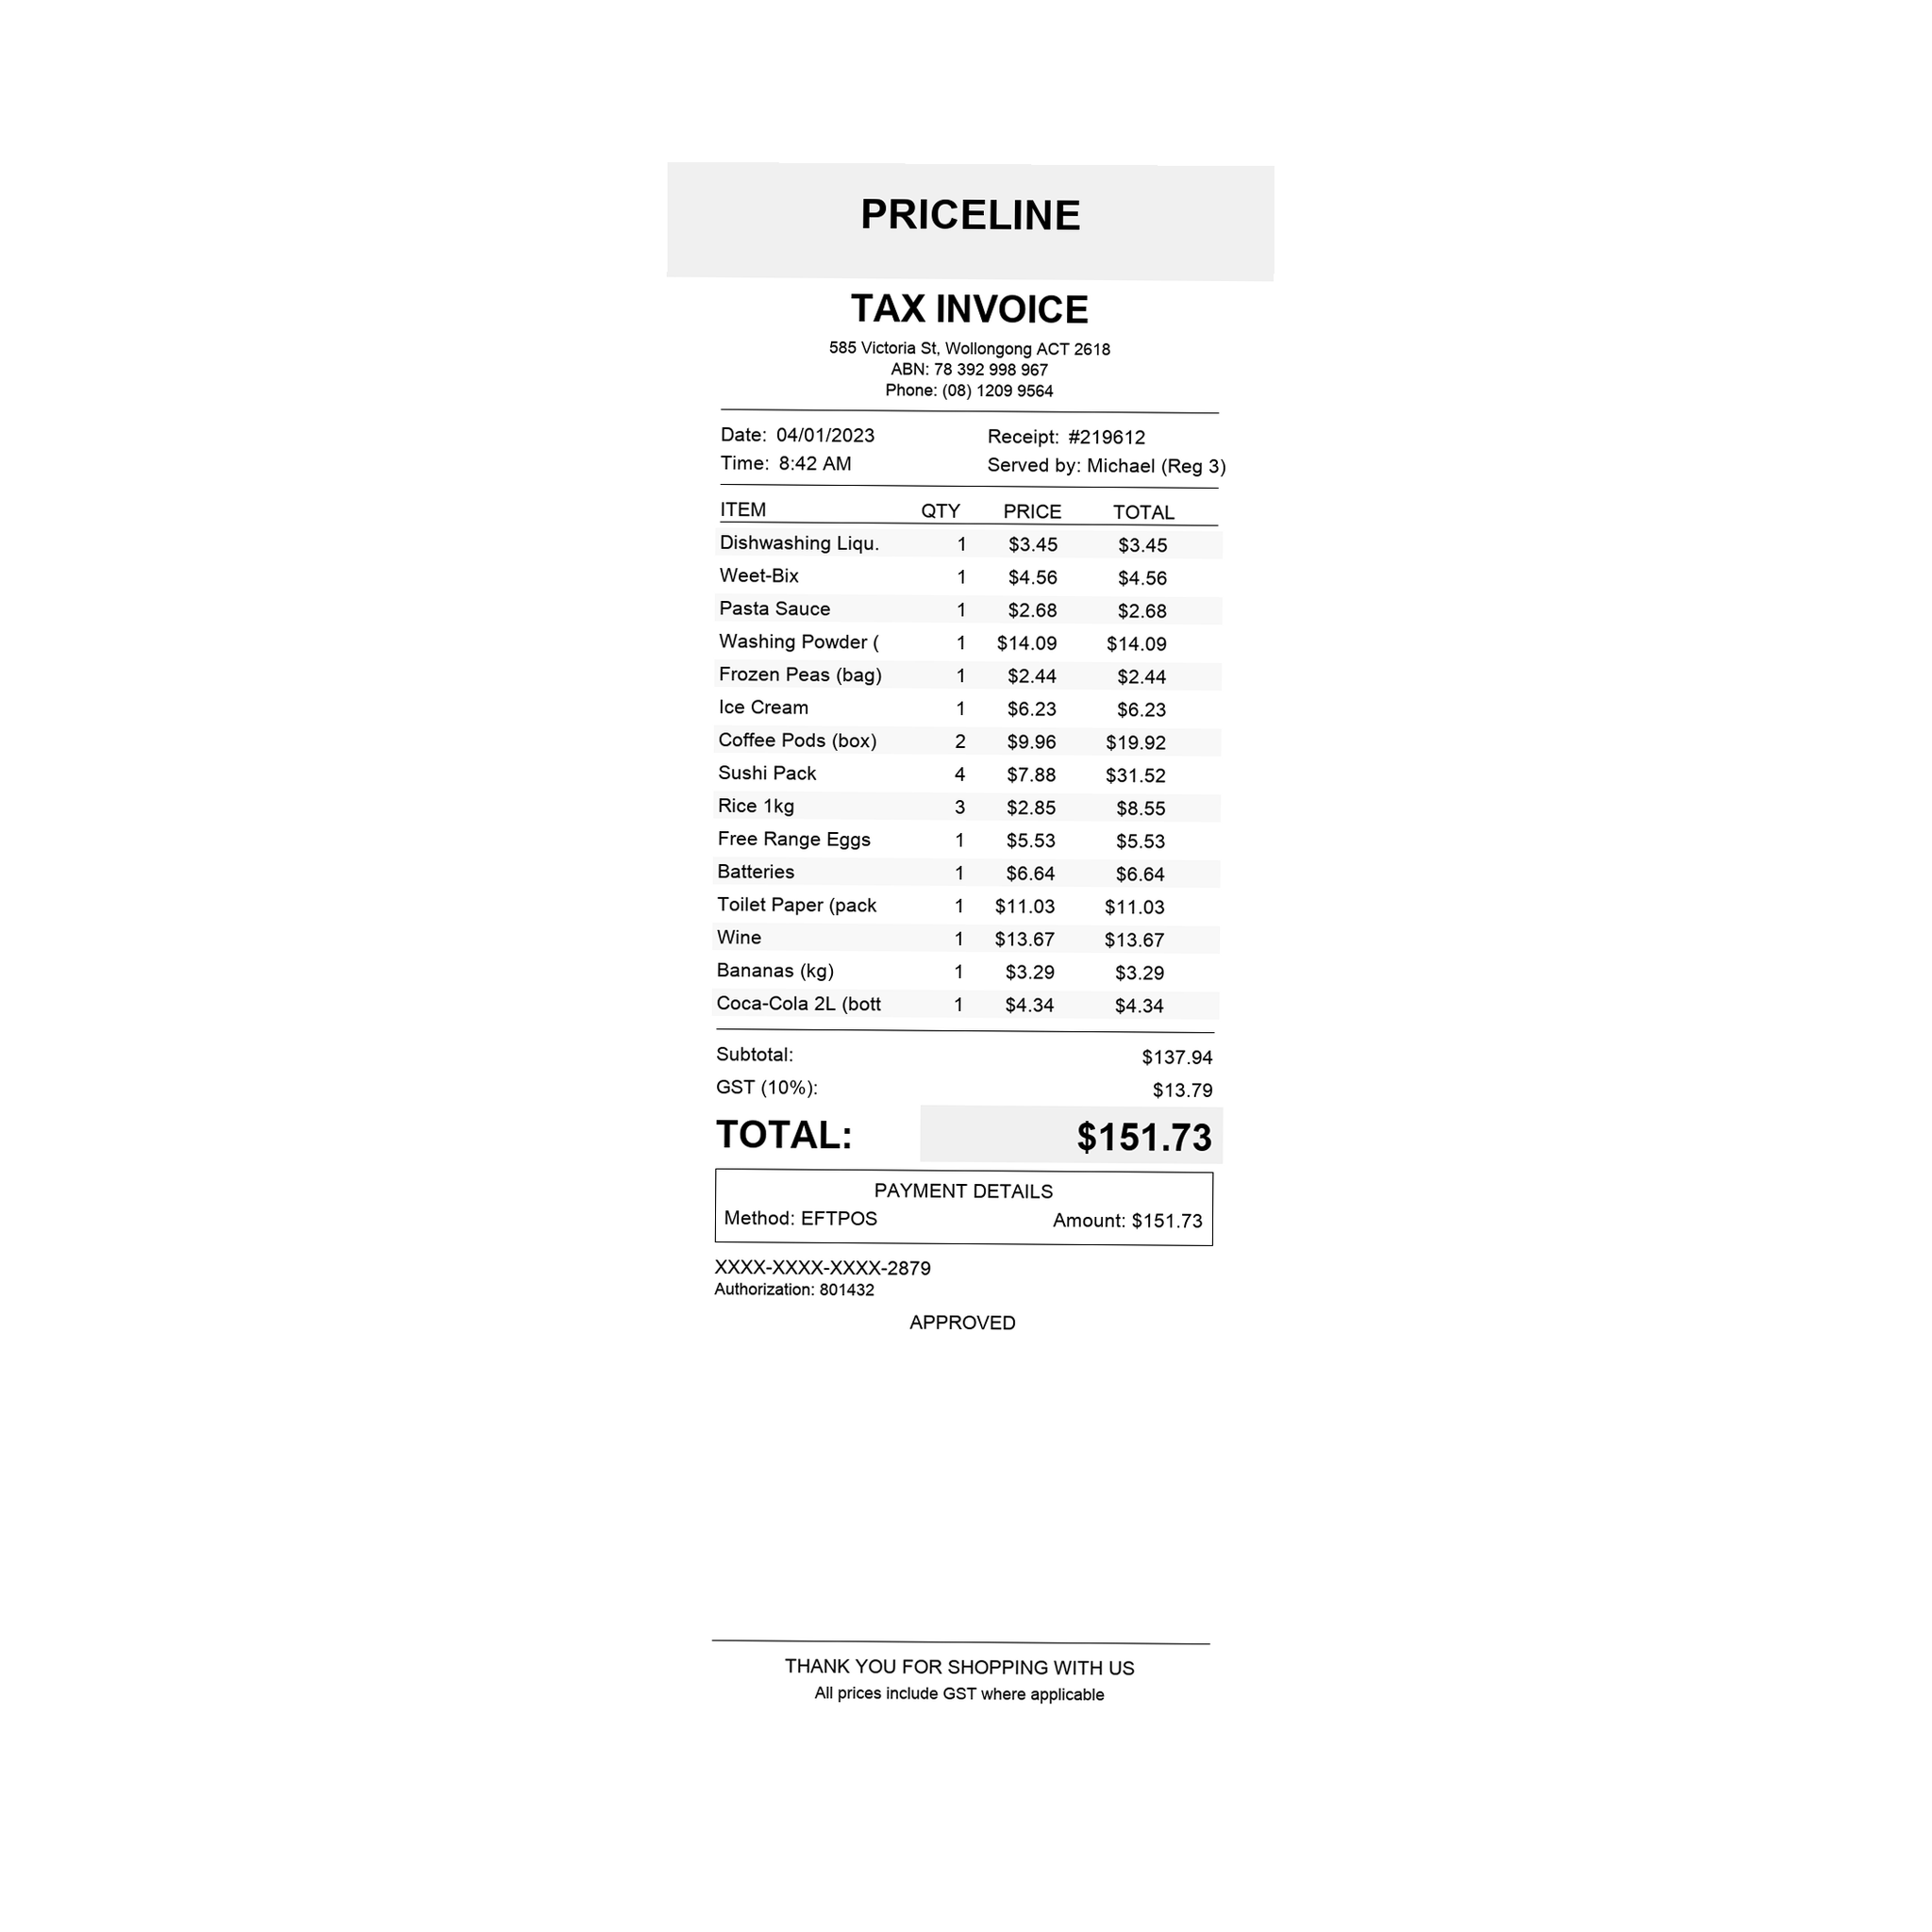 PRICELINE
TAX INVOICE
585 Victoria St, Wollongong ACT 2618
ABN: 78 392 998 967
Phone: (08) 1209 9564
Date: 04/01/2023 Receipt: #219612
Time: 8:42 AM Served by: Michael (Reg 3)
ITEM QTY PRICE TOTAL
Dishwashing Liqu. 1 $3.45 $3.45
Weet-Bix 1 $4.56 $4.56
Pasta Sauce 1 $2.68 $2.68
Washing Powder ( 1 $14.09 $14.09
Frozen Peas (bag) 1 $2.44 $2.44
Ice Cream 1 $6.23 $6.23
Coffee Pods (box) 2 $9.96 $19.92
Sushi Pack 4 $7.88 $31.52
Rice 1kg 3 $2.85 $8.55
Free Range Eggs 1 $5.53 $5.53
Batteries 1 $6.64 $6.64
Toilet Paper (pack 1 $11.03 $11.03
Wine 1 $13.67 $13.67
Bananas (kg) 1 $3.29 $3.29
Coca-Cola 2L (bott 1 $4.34 $4.34
Subtotal: $137.94
GST (10%): $13.79
TOTAL: $151.73
PAYMENT DETAILS
Method: EFTPOS Amount: $151.73
XXXX-XXXX-XXXX-2879
Authorization: 801432
APPROVED
THANK YOU FOR SHOPPING WITH US
All prices include GST where applicable